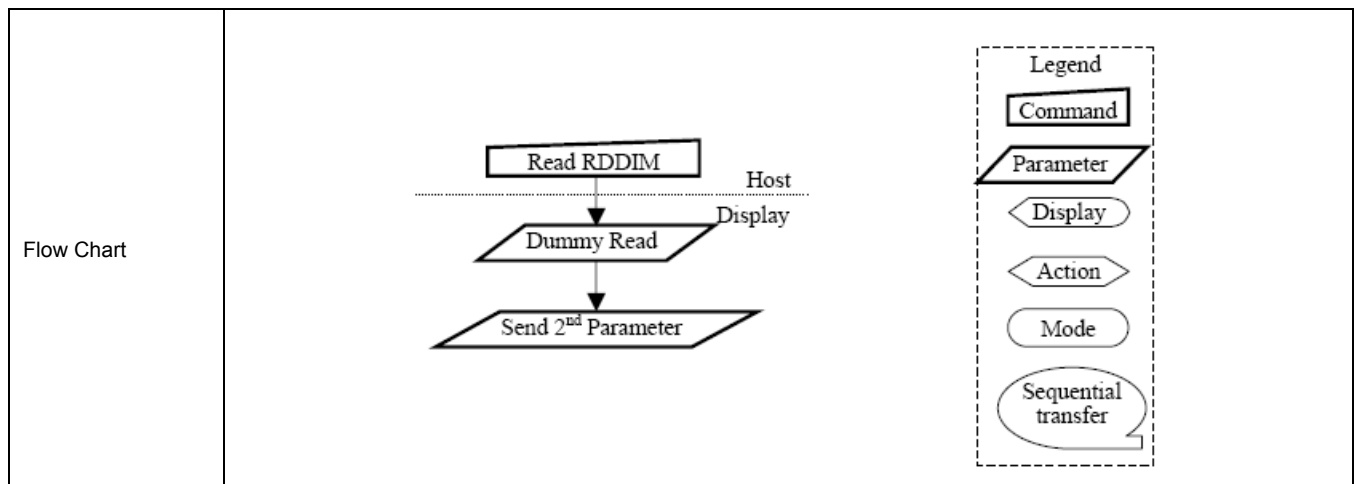 Flow Chart
Read RDDIM
Host
Display
Dummy Read
Send 2nd Parameter
Legend
Command
Parameter
Display
Action
Mode
Sequential
transfer